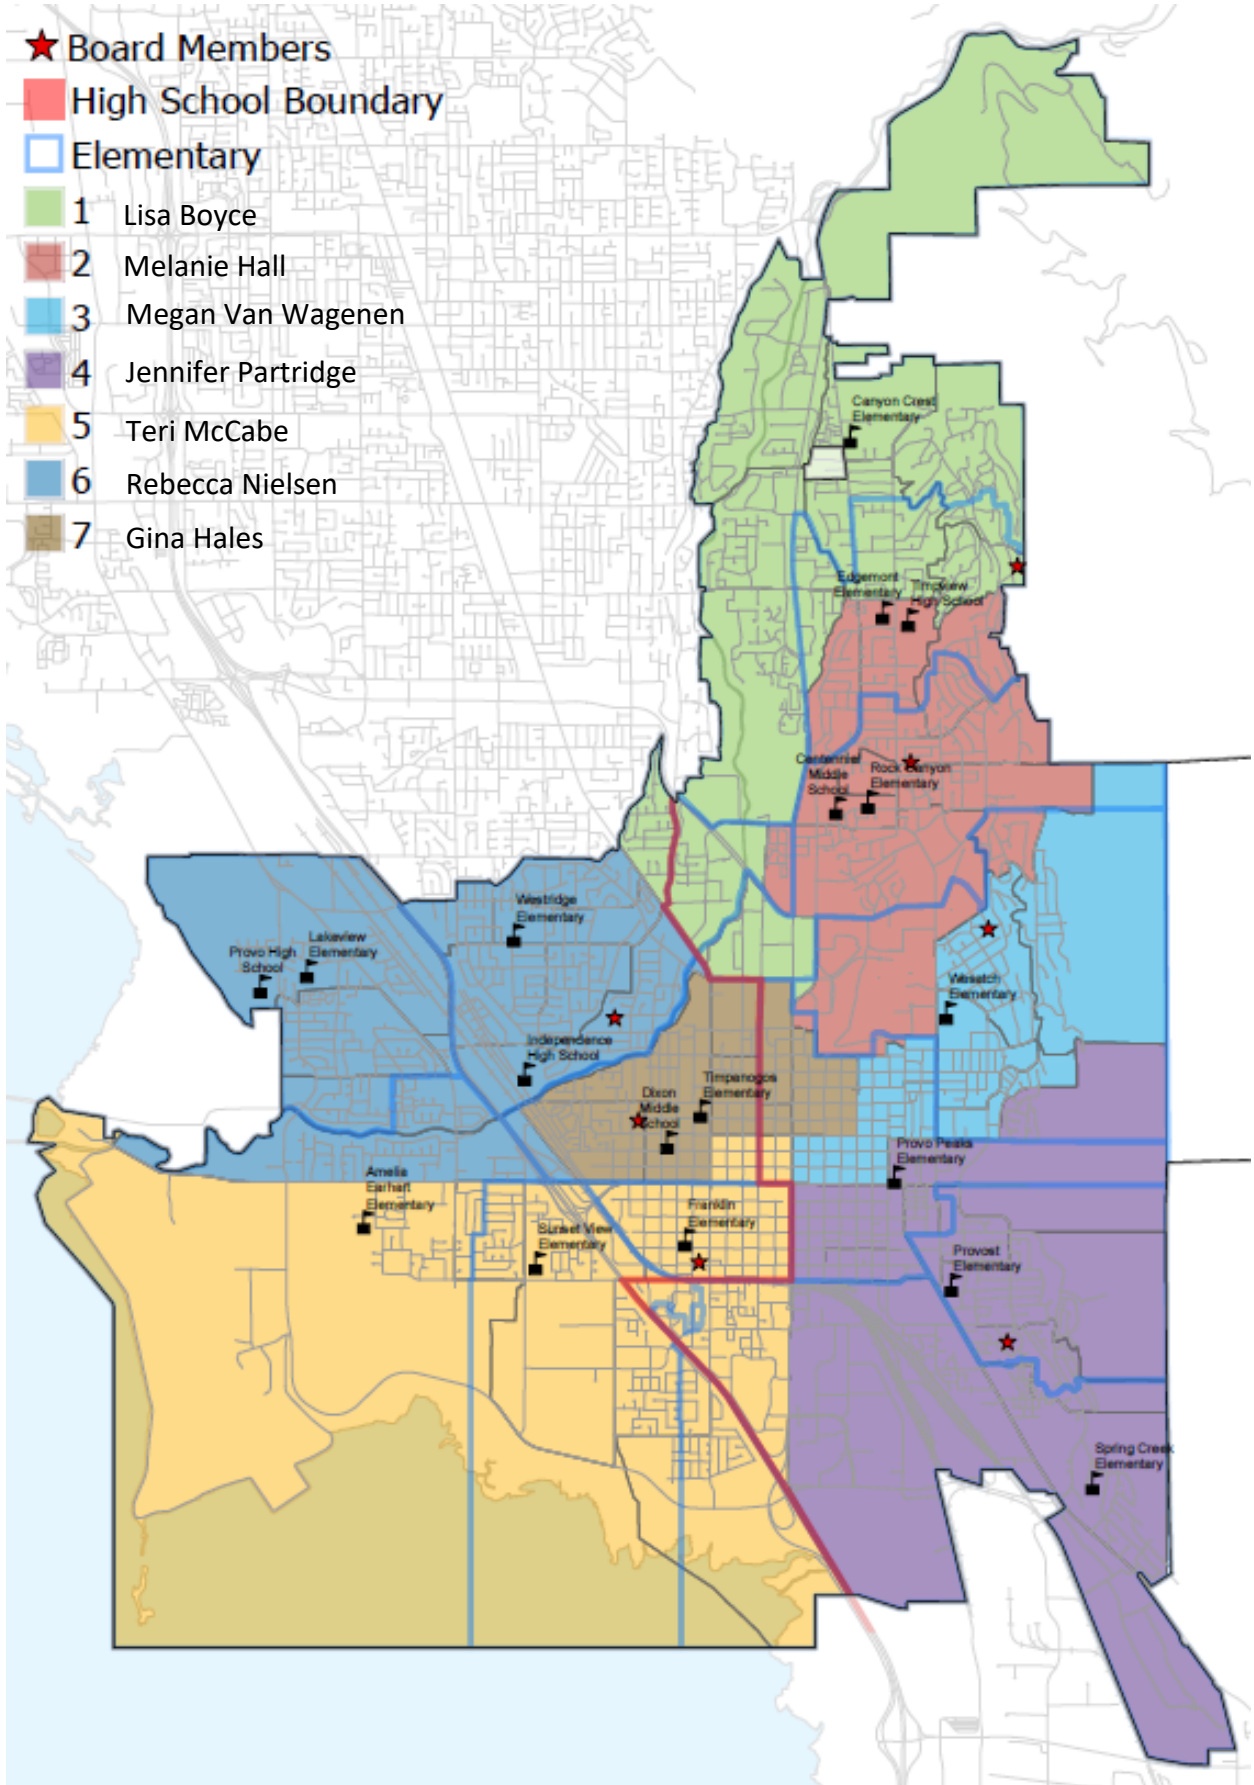 Board Members
High School Boundary
Elementary
1 Lisa Boyce
2 Melanie Hall
3 Megan Van Wagenen
4 Jennifer Partridge
5 Teri McCabe
6 Rebecca Nielsen
7 Gina Hales
Canyon Crest
Elementary
Edgemont
Elementary
Timpview
High School
Centennial
Middle
School
Rock Canyon
Elementary
Westridge
Elementary
Lakeview
Elementary
Provo High
School
Wasatch
Elementary
Independence
High School
Timpanogos
Elementary
Dixon
Middle
School
Provo Peaks
Elementary
Amelia
Earhart
Elementary
Franklin
Elementary
Sunset View
Elementary
Provost
Elementary
Spring Creek
Elementary